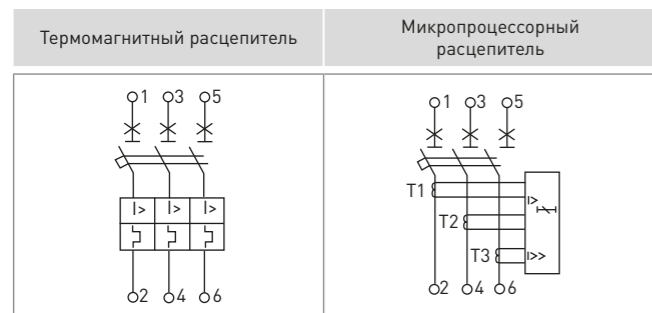 Термомагнитный расцепитель
Микропроцессорный
расцепитель
1 3 5
I> I> I>
2 4 6
1 3 5
T1
I>
T2
T3
I>>
2 4 6